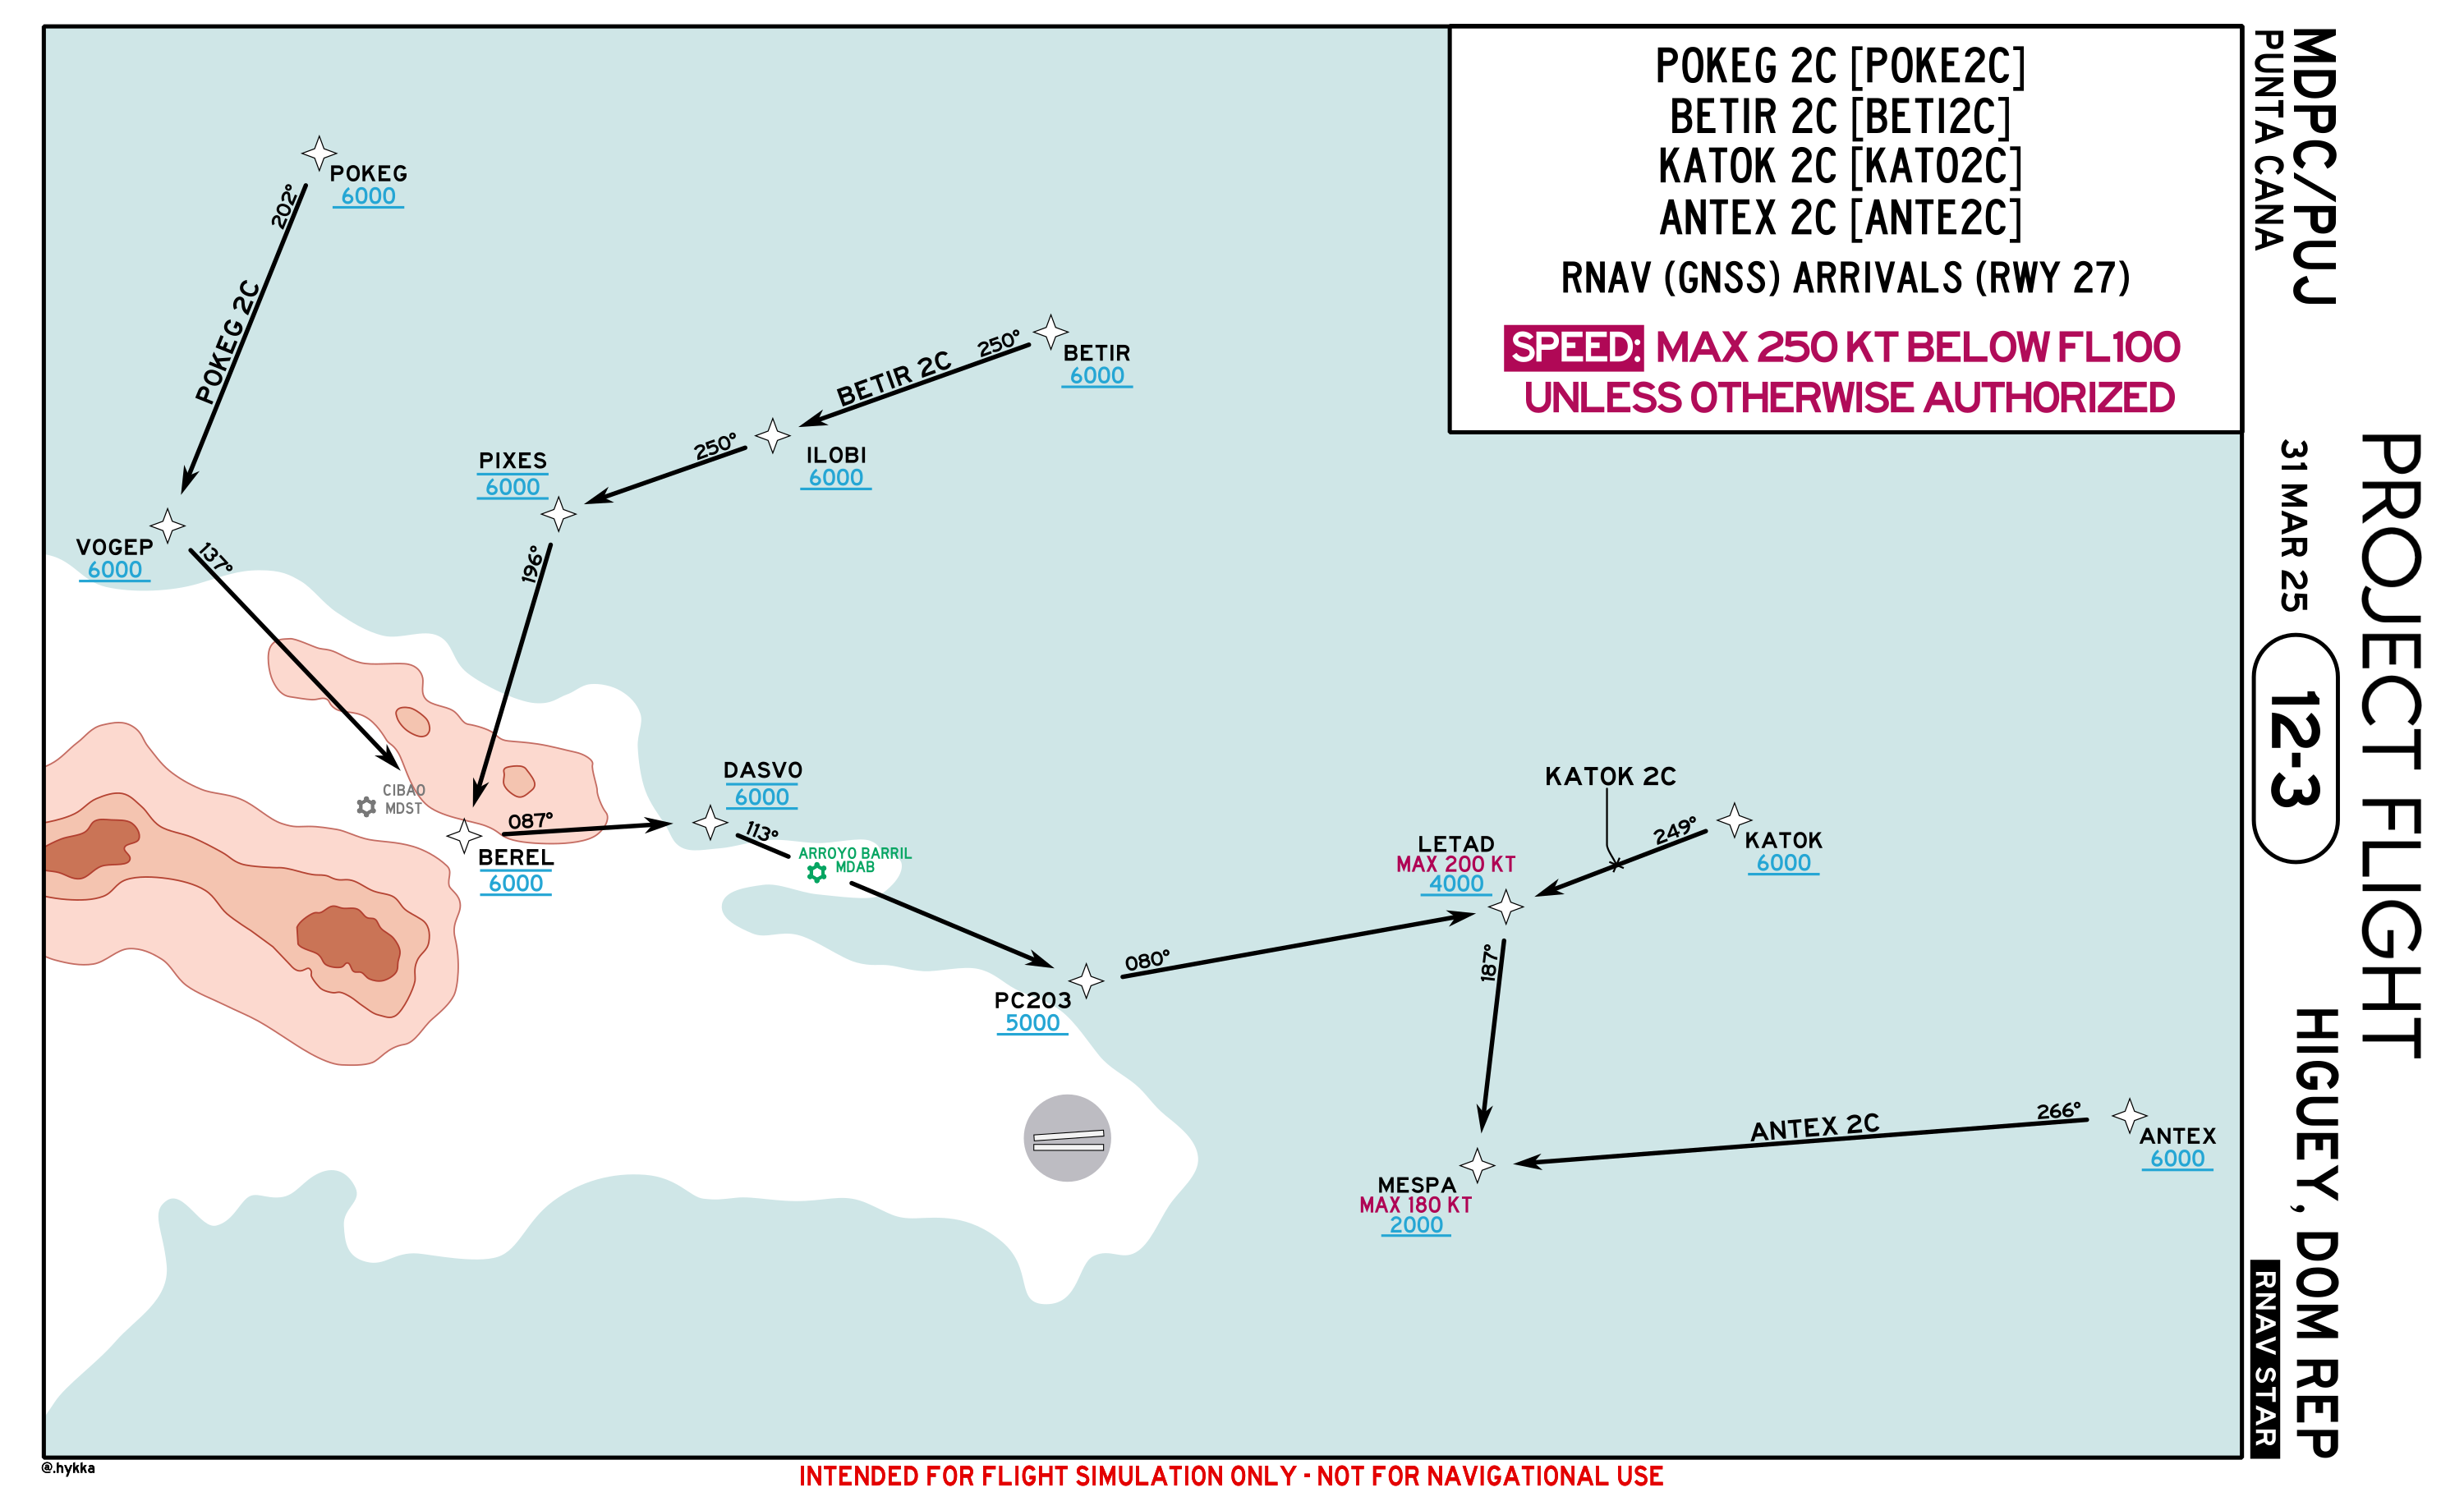 POKEG 2C [POKE2C]
BETIR 2C [BETI2C]
KATOK 2C [KATO2C]
ANTEX 2C [ANTE2C]
RNAV (GNSS) ARRIVALS (RWY 27)
SPEED: MAX 250 KT BELOW FL100
UNLESS OTHERWISE AUTHORIZED
MDPC/PUJ
PUNTA CANA
PROJECT FLIGHT
31 MAR 25
12-3
HIGUEY, DOM REP
RNAV STAR
POKEG
6000
202°
POKEG 2C
VOGEP
6000
137°
BETIR
6000
250°
BETIR 2C
ILOBI
6000
250°
PIXES
6000
196°
CIBAO
MDST
BEREL
6000
087°
DASVO
6000
113°
ARROYO BARRIL
MDAB
PC203
5000
080°
KATOK 2C
249°
KATOK
6000
LETAD
MAX 200 KT
4000
187°
ANTEX 2C
266°
ANTEX
6000
MESPA
MAX 180 KT
2000
@.hykka
INTENDED FOR FLIGHT SIMULATION ONLY - NOT FOR NAVIGATIONAL USE